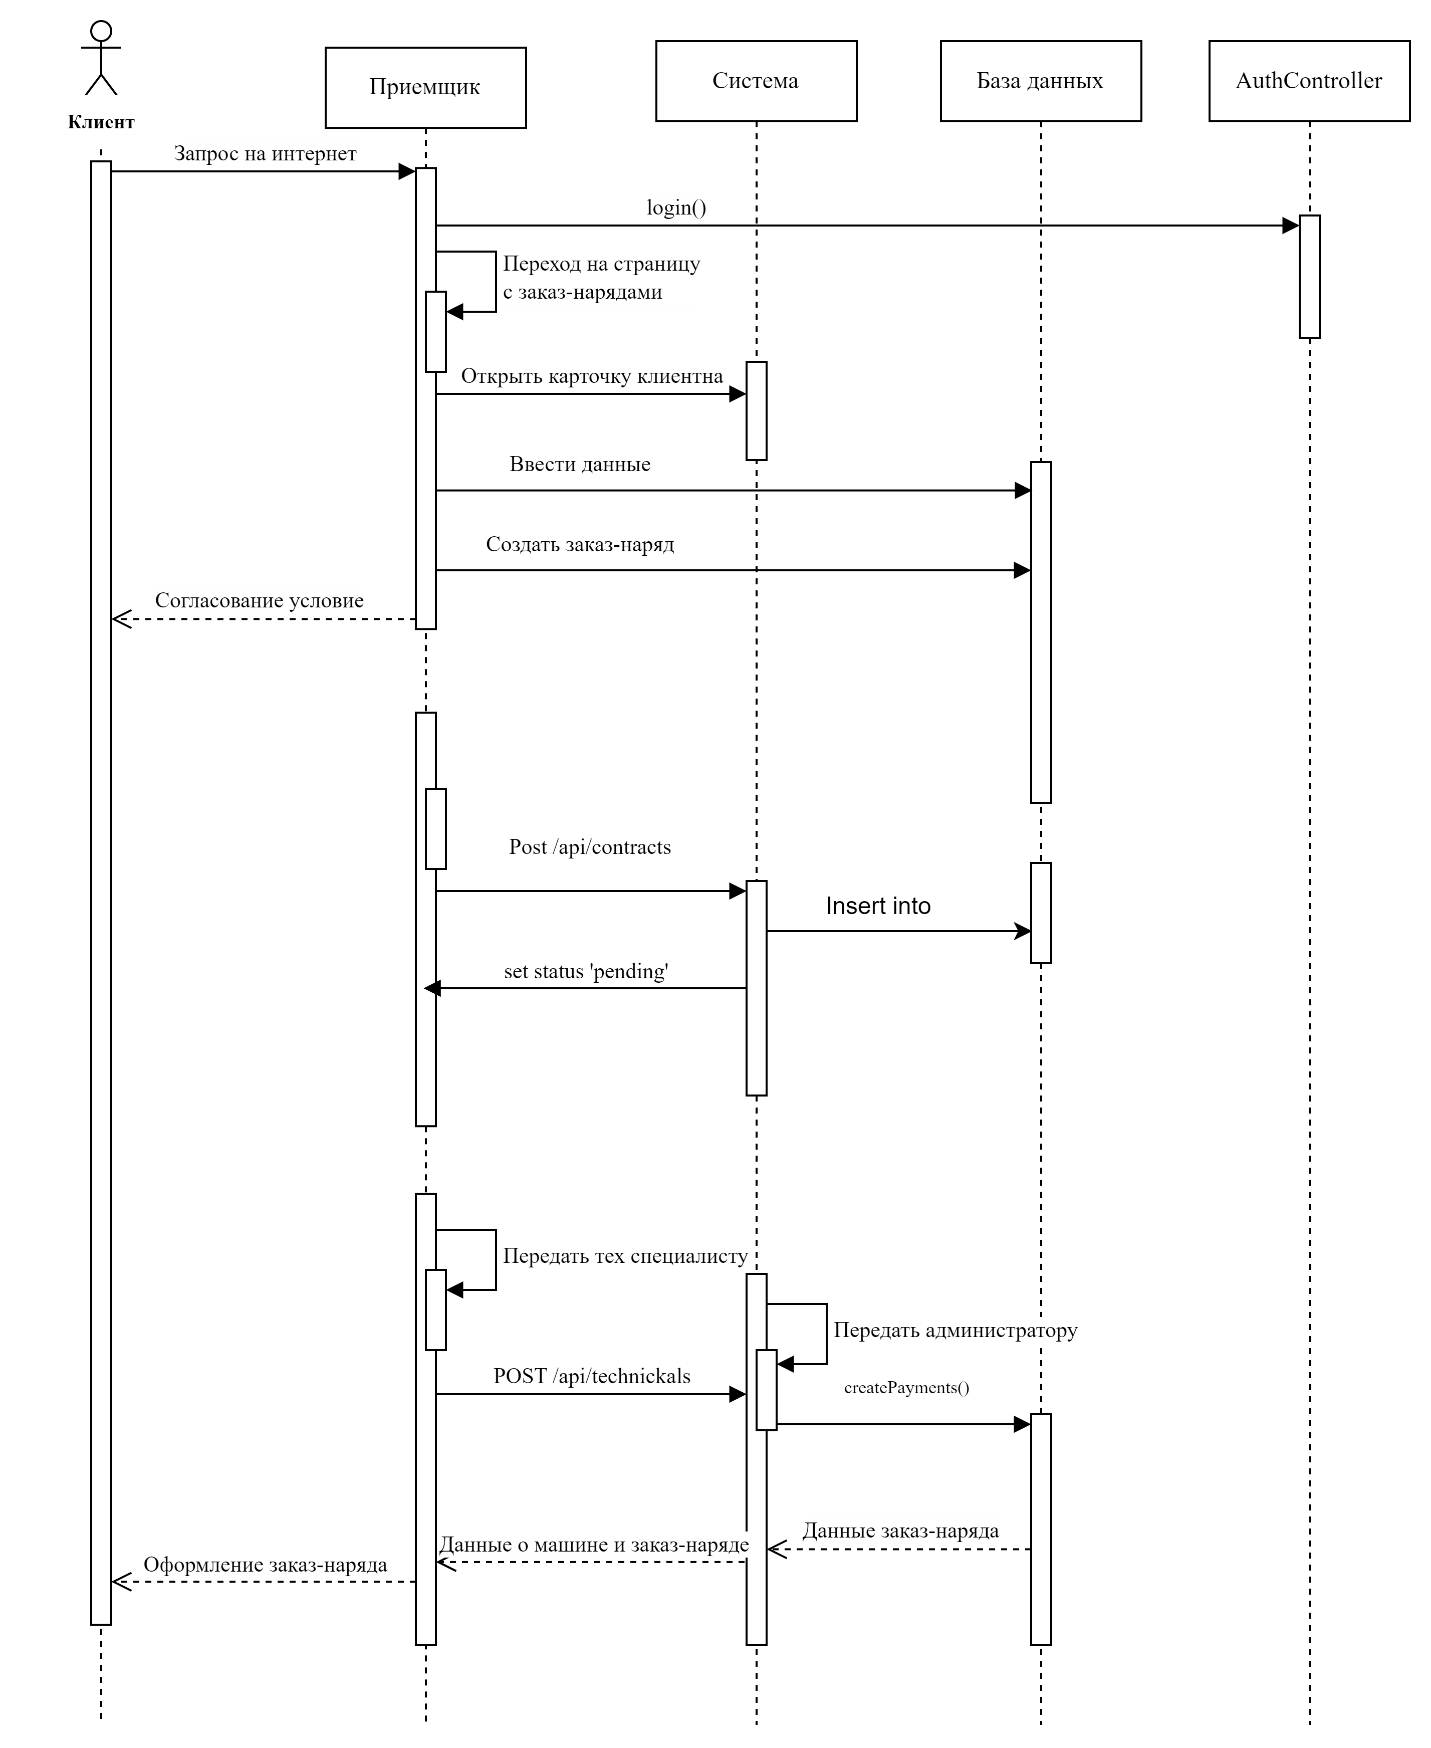 Клиент
Приемщик
Система
База данных
AuthController
Запрос на интернет
login()
Переход на страницу
с заказ-нарядами
Открыть карточку клиентна
Ввести данные
Создать заказ-наряд
Согласование условие
Post /api/contracts
Insert into
set status 'pending'
Передать тех специалисту
Передать администратору
POST /api/technickals
createPayments()
Данные заказ-наряда
Данные о машине и заказ-наряде
Оформление заказ-наряда